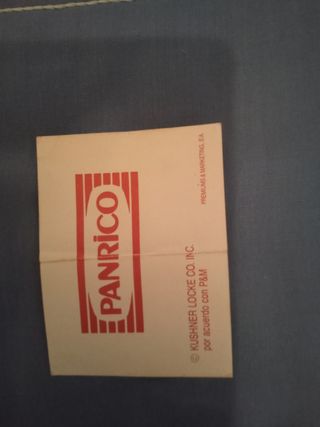 PANRICO
© KUSHNER LOCKE CO. INC.
por acuerdo con P&M
PREMIUMS & MARKETING, S.A.